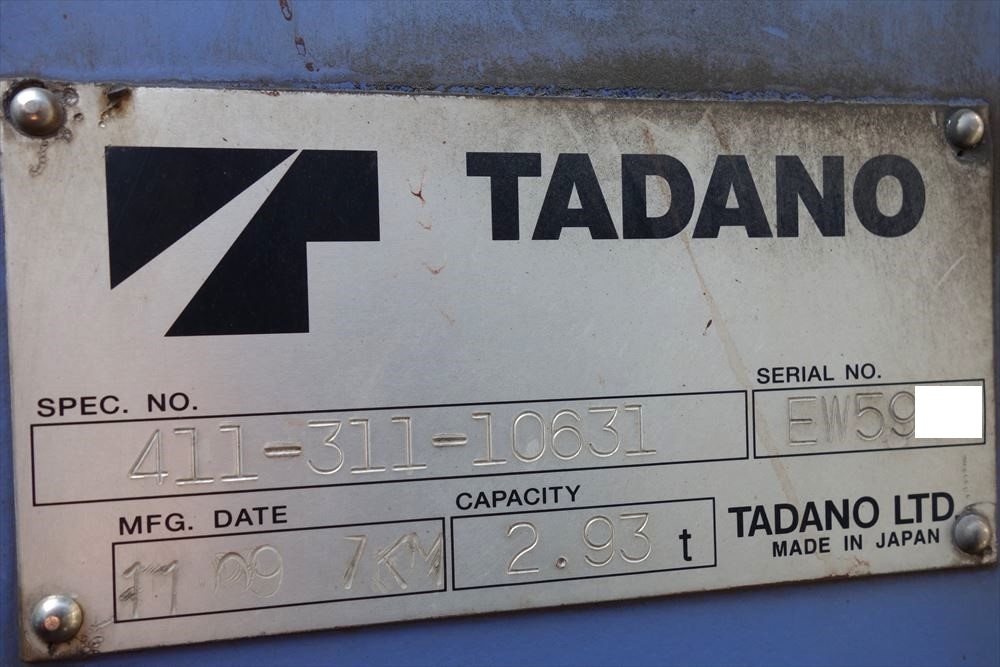 TADANO
SERIAL NO.
SPEC. NO.
EW59
411-311-10631
MFG. DATE
CAPACITY
2.93 t
TADANO LTD.
MADE IN JAPAN